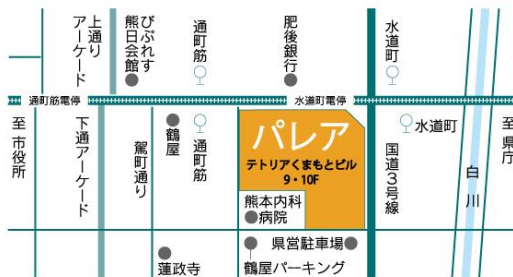 上通り
アーケード
びぷれす
熊日会館
通町筋
肥後銀行
水道町
通町筋電停
水道町電停
至 市役所
下通アーケード
駕町通り
鶴屋
通町筋
パレア
テトリアくまもとビル
9・10F
熊本内科
病院
水道町
国道3号線
白川
至 県庁
蓮政寺
県営駐車場
鶴屋パーキング